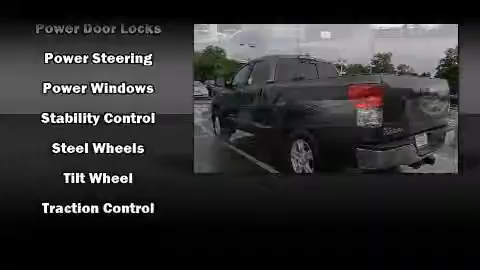 Power Door Locks
Power Steering
Power Windows
Stability Control
Steel Wheels
Tilt Wheel
Traction Control